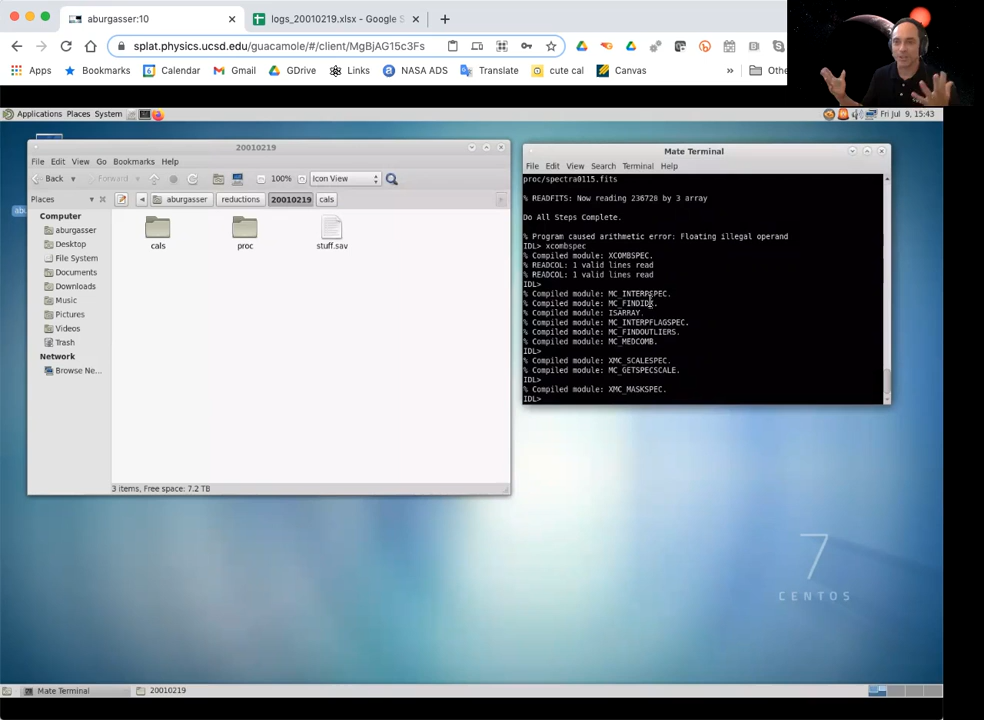 aburgasser:10
logs_20010219.xlsx - Google S
splat.physics.ucsd.edu/guacamole/#/client/MgBjAG15c3Fs
Apps
Bookmarks
Calendar
Gmail
GDrive
Links
NASA ADS
Translate
cute cal
Canvas
»
Othe
Applications Places System
Fri Jul 9, 15:43
20010219
File Edit View Go Bookmarks Help
Back
Forward
100%
Icon View
Places
aburgasser
reductions
20010219
cals
Computer
aburgasser
Desktop
File System
Documents
Downloads
Music
Pictures
Videos
Trash
Network
Browse Ne...
cals
proc
stuff.sav
3 items, Free space: 7.2 TB
Mate Terminal
File Edit View Search Terminal Help
proc/spectra0115.fits
% READFITS: Now reading 236728 by 3 array
Do All Steps Complete.
% Program caused arithmetic error: Floating illegal operand
IDL> xcombspec
% Compiled module: XCOMBSPEC.
% READCOL: 1 valid lines read
% READCOL: 1 valid lines read
IDL>
% Compiled module: MC_INTERPSPEC.
% Compiled module: MC_FINDIDX.
% Compiled module: ISARRAY.
% Compiled module: MC_INTERPFLAGSPEC.
% Compiled module: MC_FINDOUTLIERS.
% Compiled module: MC_MEDCOMB.
IDL>
% Compiled module: XMC_SCALESPEC.
% Compiled module: MC_GETSPECSCALE.
IDL>
% Compiled module: XMC_MASKSPEC.
IDL>
7
CENTOS
Mate Terminal
20010219